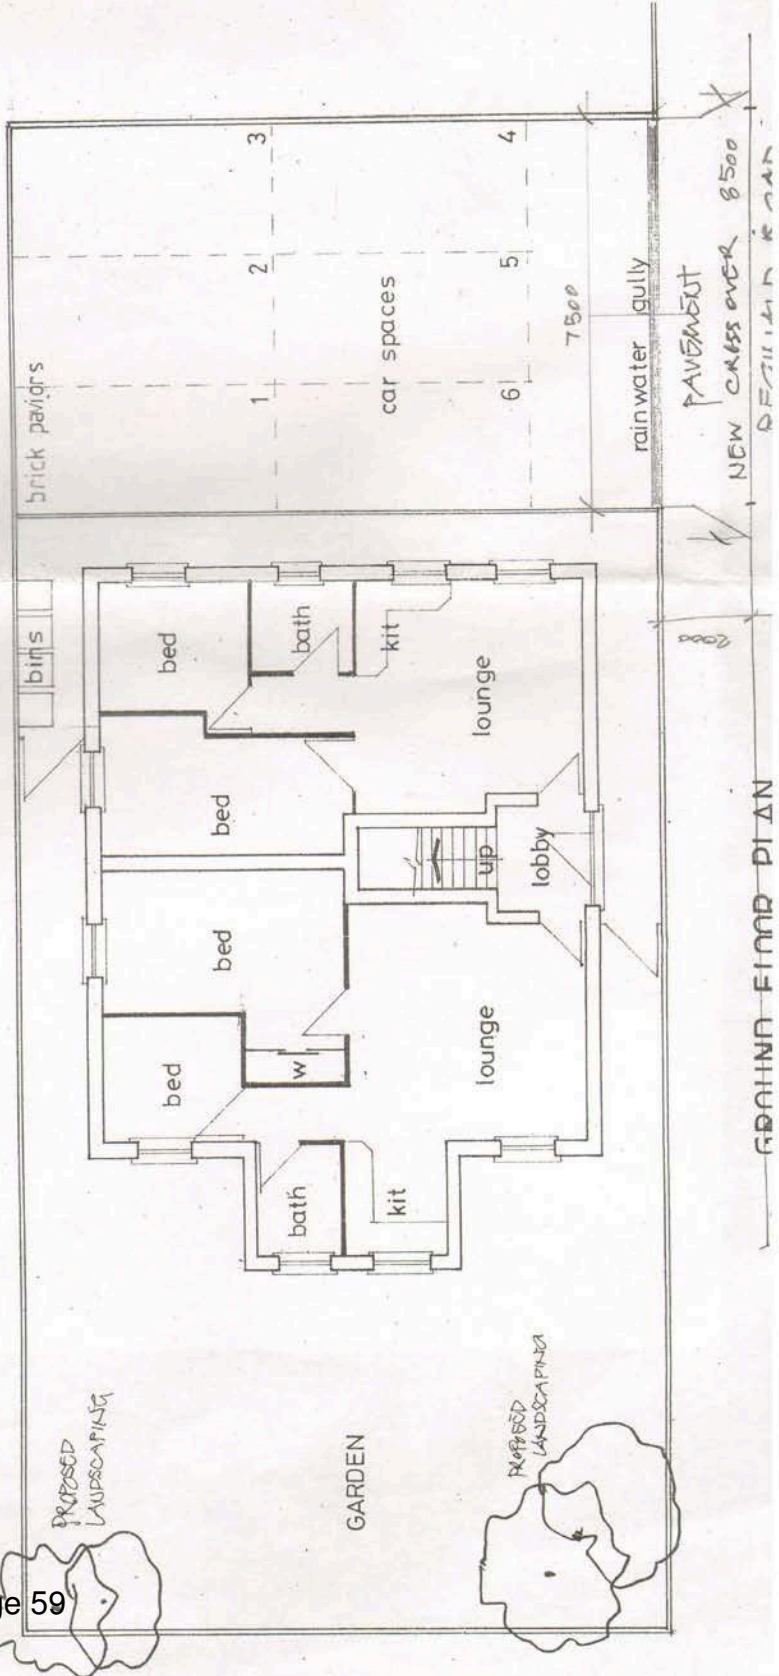 brick paviors
3
2
1
4
5
6
car spaces
7500
rainwater gully
PAVEMENT
NEW CROSS OVER 8500
2000
bins
bed
bath
kit
lounge
bed
up
lobby
bed
bed
w
lounge
bath
kit
PROPOSED
LANDSCAPING
PROPOSED
LANDSCAPING
GARDEN
GROUND FLOOR PLAN
ge 59